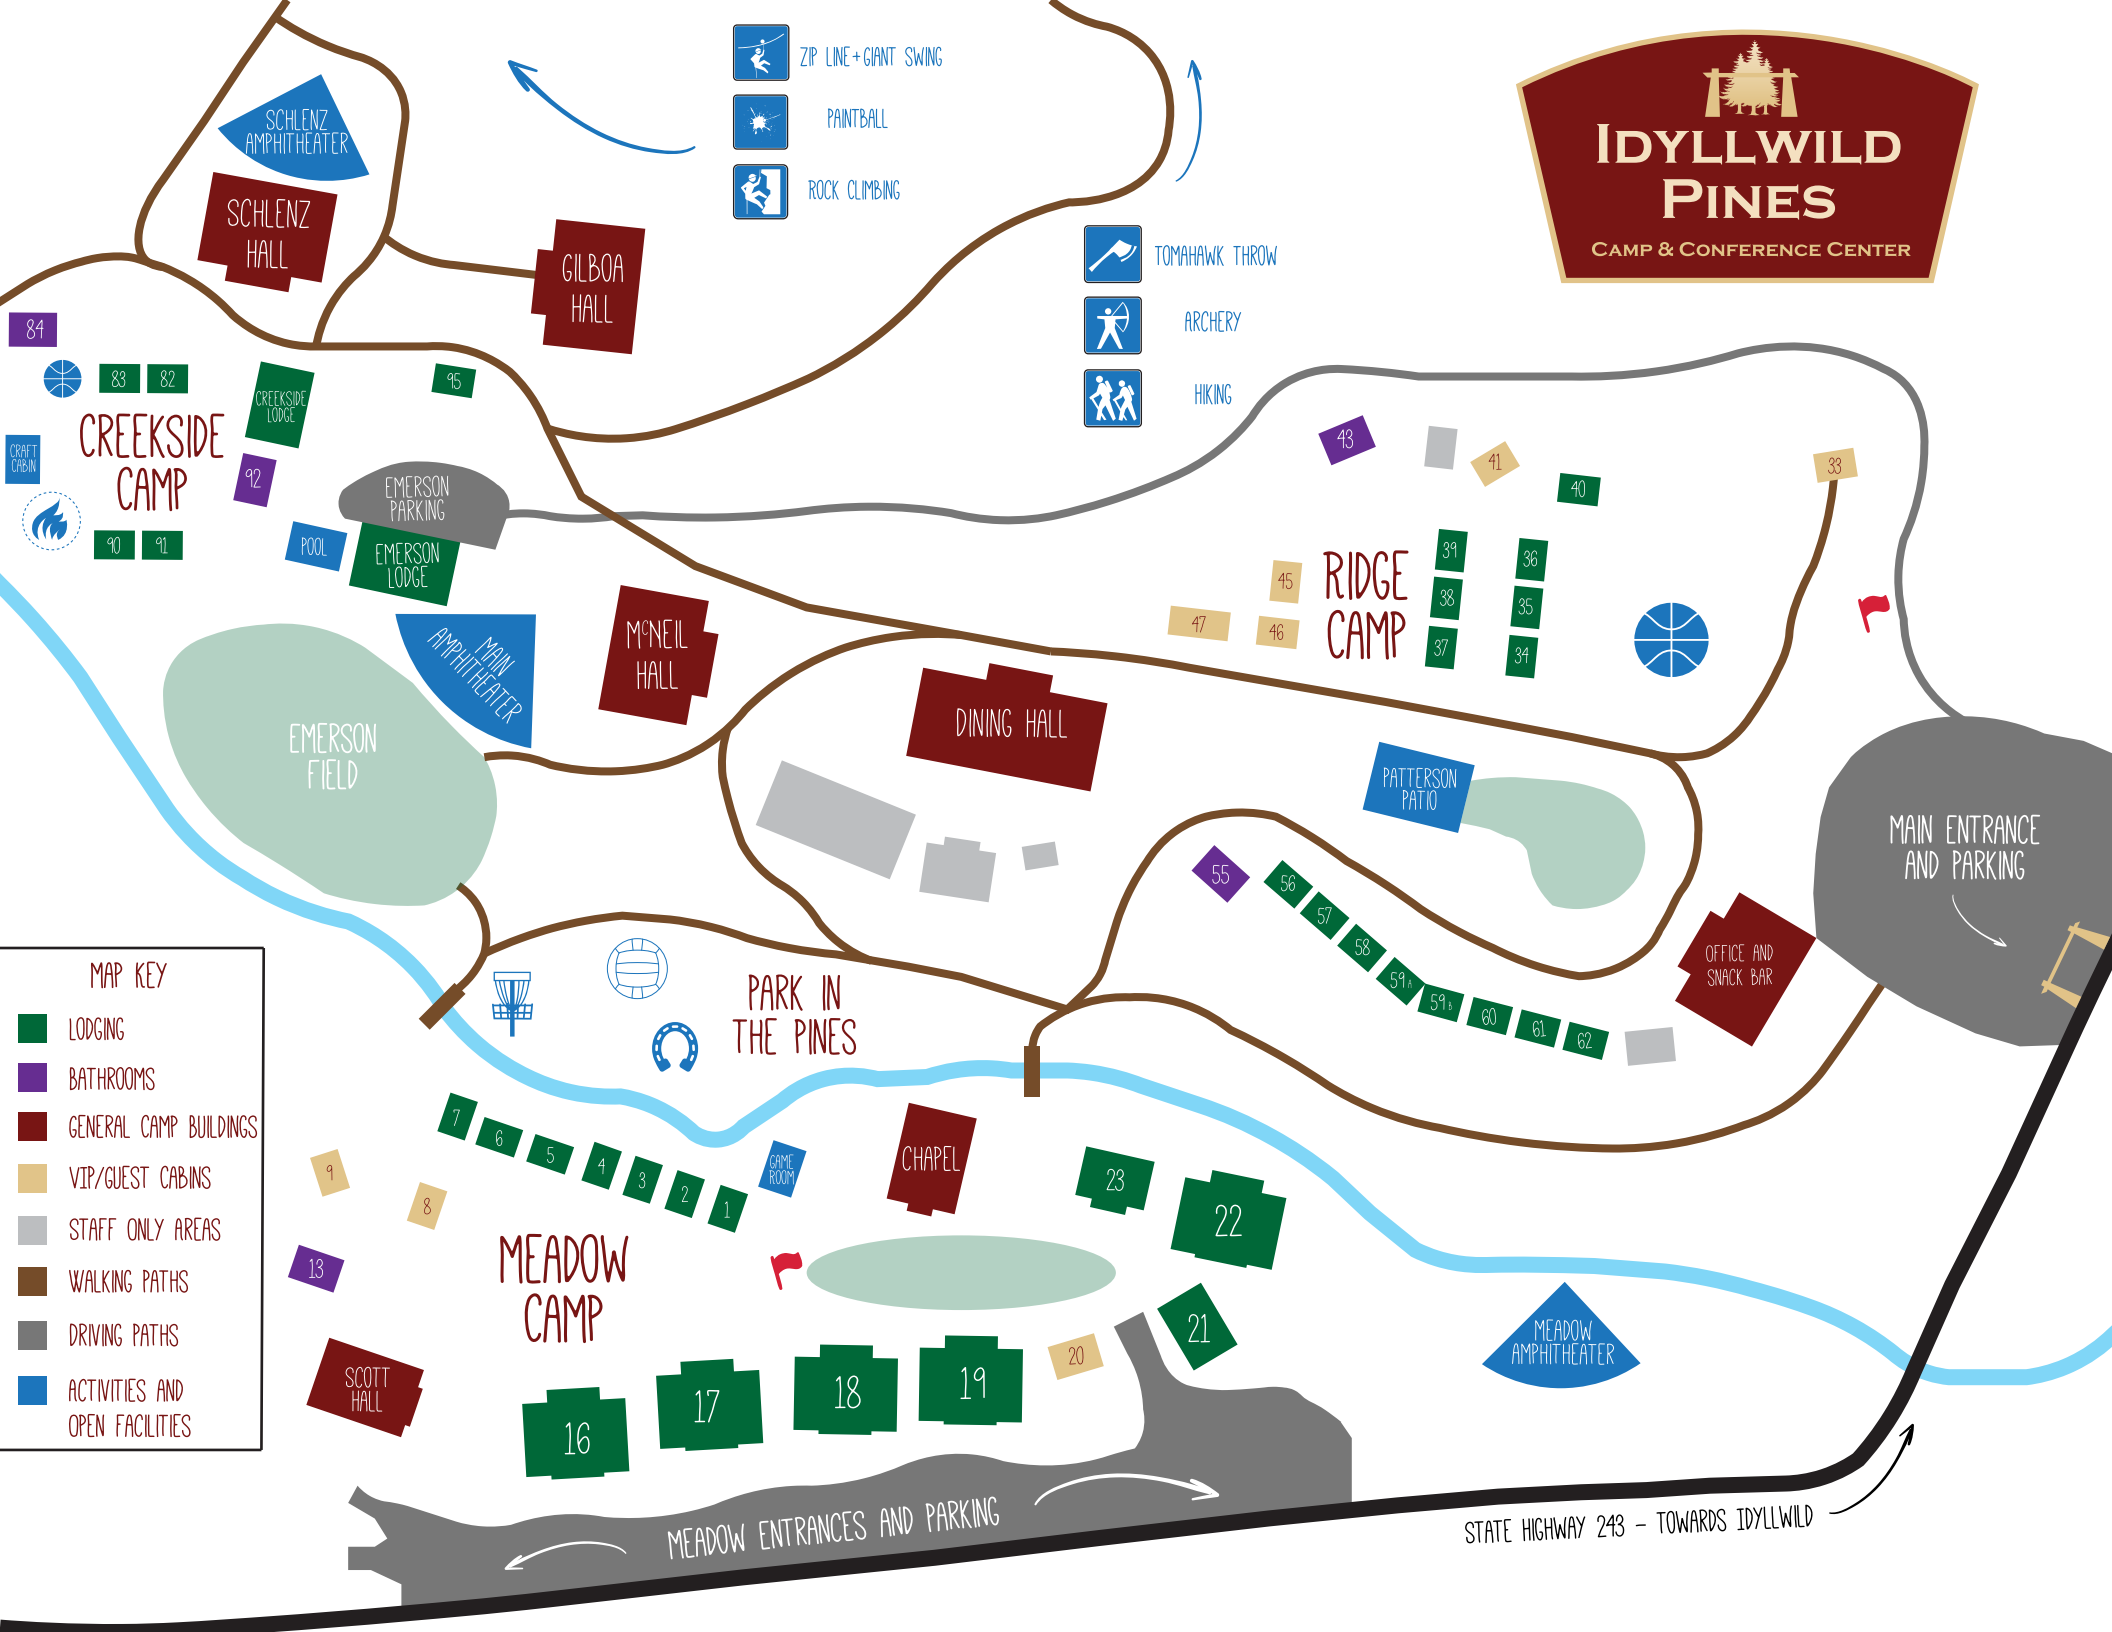 ZIP LINE+GIANT SWING
PAINTBALL
ROCK CLIMBING
IDYLLWILD
PINES
CAMP & CONFERENCE CENTER
SCHLENZ
AMPHITHEATER
SCHLENZ
HALL
GILBOA
HALL
TOMAHAWK THROW
ARCHERY
HIKING
84
83
82
CREEKSIDE
LODGE
95
CREEKSIDE
CAMP
CRAFT
CABIN
92
90
91
POOL
EMERSON
PARKING
EMERSON
LODGE
43
41
40
33
39
36
38
35
37
34
45
46
47
RIDGE
CAMP
MCNEIL
HALL
MAIN
AMPHITHEATER
EMERSON
FIELD
DINING HALL
PATTERSON
PATIO
MAIN ENTRANCE
AND PARKING
55
56
57
58
59A
59B
60
61
62
OFFICE AND
SNACK BAR
PARK IN
THE PINES
MAP KEY
LODGING
BATHROOMS
GENERAL CAMP BUILDINGS
VIP/GUEST CABINS
STAFF ONLY AREAS
WALKING PATHS
DRIVING PATHS
ACTIVITIES AND
OPEN FACILITIES
7
6
5
4
3
2
1
GAME
ROOM
CHAPEL
23
22
9
8
13
MEADOW
CAMP
21
20
SCOTT
HALL
16
17
18
19
MEADOW
AMPHITHEATER
MEADOW ENTRANCES AND PARKING
STATE HIGHWAY 243 - TOWARDS IDYLLWILD